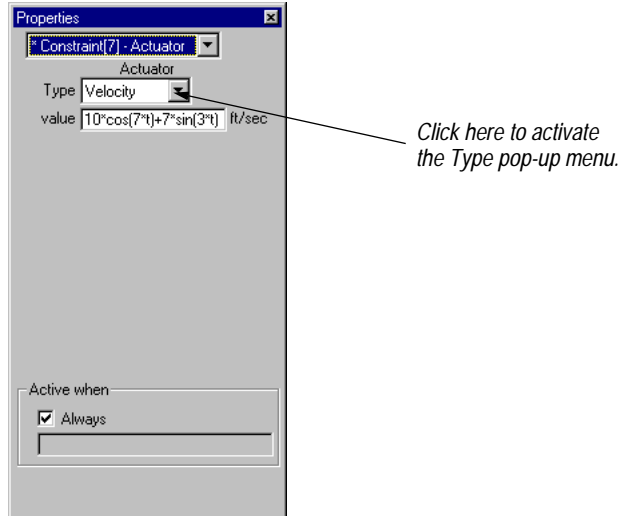 Properties
* Constraint[7] - Actuator
Actuator
Type Velocity
value 10*cos(7*t)+7*sin(3*t) ft/sec
Click here to activate
the Type pop-up menu.
Active when
Always